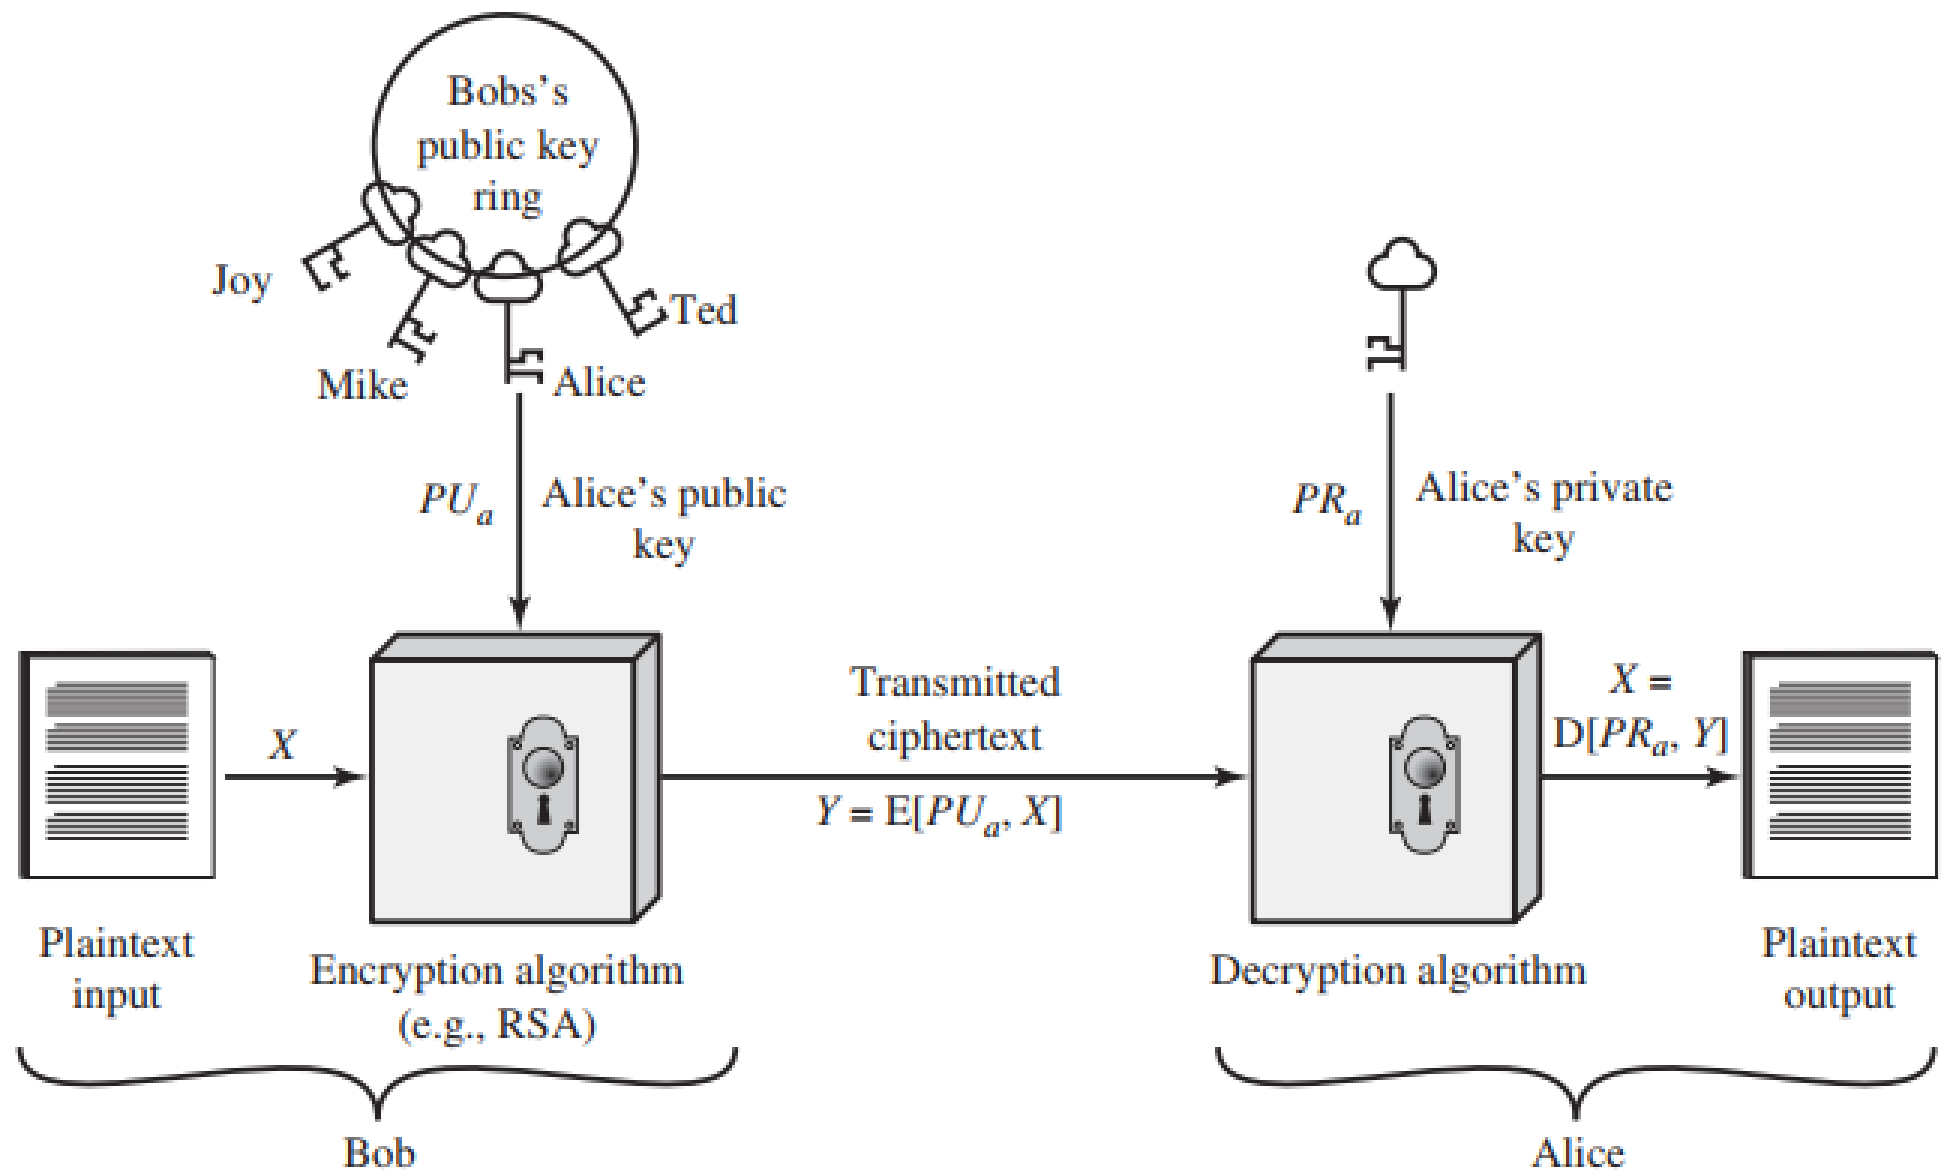 Bobs's
public key
ring
Joy
Ted
Mike
Alice
PUa
Alice's public
key
PRa
Alice's private
key
X
Transmitted
ciphertext
Y = E[PUa, X]
X =
D[PRa, Y]
Plaintext
input
Encryption algorithm
(e.g., RSA)
Decryption algorithm
Plaintext
output
Bob
Alice